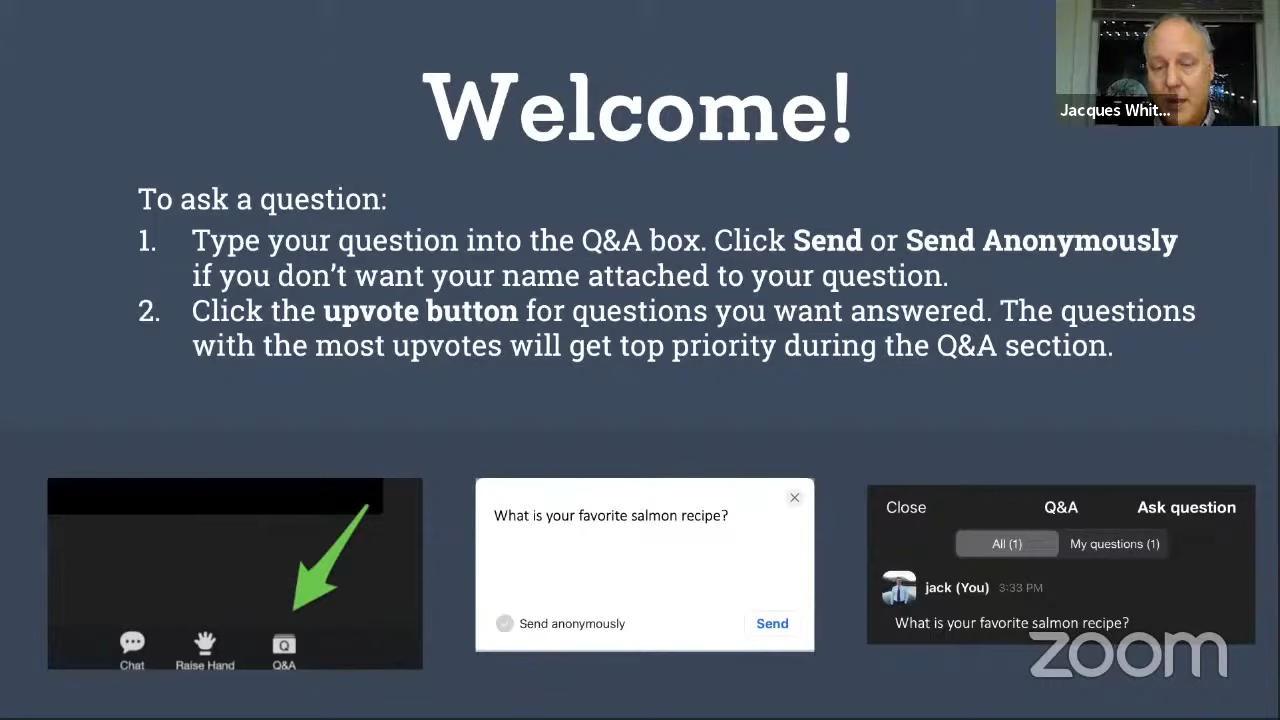 Welcome!
Jacques Whit...
To ask a question:
1. Type your question into the Q&A box. Click Send or Send Anonymously
if you don't want your name attached to your question.
2. Click the upvote button for questions you want answered. The questions
with the most upvotes will get top priority during the Q&A section.
Chat Raise Hand Q&A
What is your favorite salmon recipe?
Send anonymously Send
Close Q&A Ask question
All (1) My questions (1)
jack (You) 3:33 PM
What is your favorite salmon recipe?
zoom